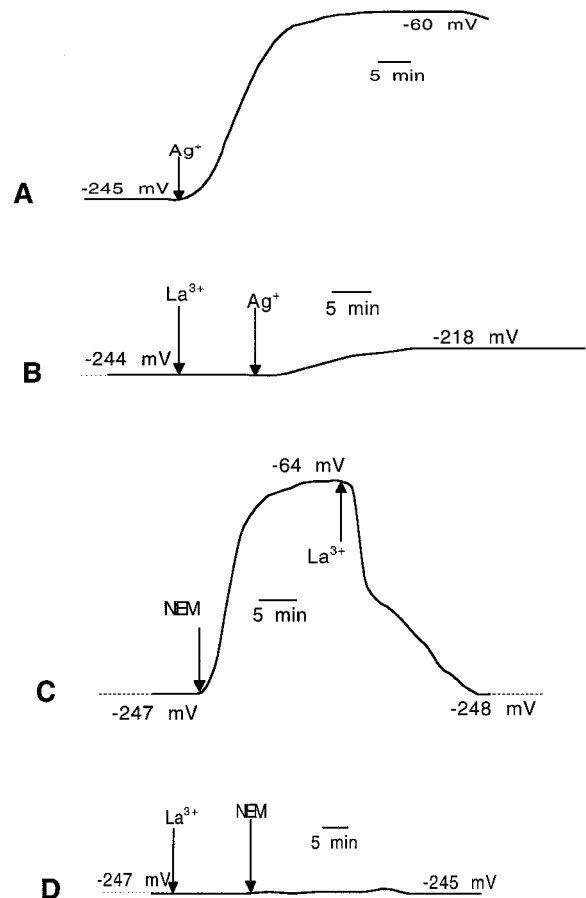 -60 mV
5 min
Ag⁺
-245 mV
A
La³⁺
Ag⁺
5 min
-244 mV
-218 mV
B
-64 mV
La³⁺
NEM
5 min
C
-247 mV
-248 mV
La³⁺
NEM
5 min
-247 mV
-245 mV
D